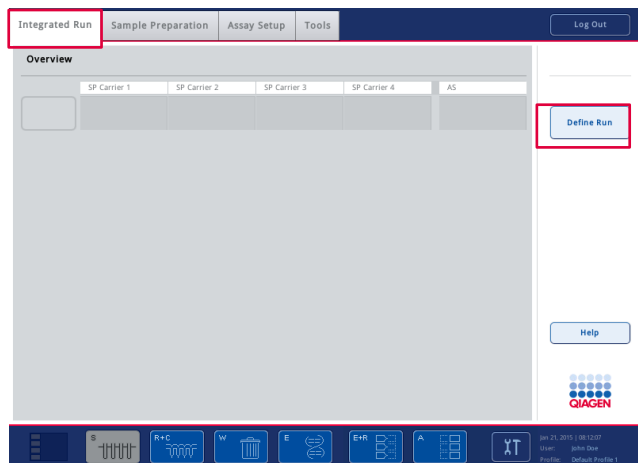 Integrated Run Sample Preparation Assay Setup Tools Log Out
Overview
SP Carrier 1 SP Carrier 2 SP Carrier 3 SP Carrier 4 AS
Define Run
Help
QIAGEN
S R+C W E E+R A
Jan 21, 2015 | 08:12:07
User: John Doe
Profile: Default Profile 1